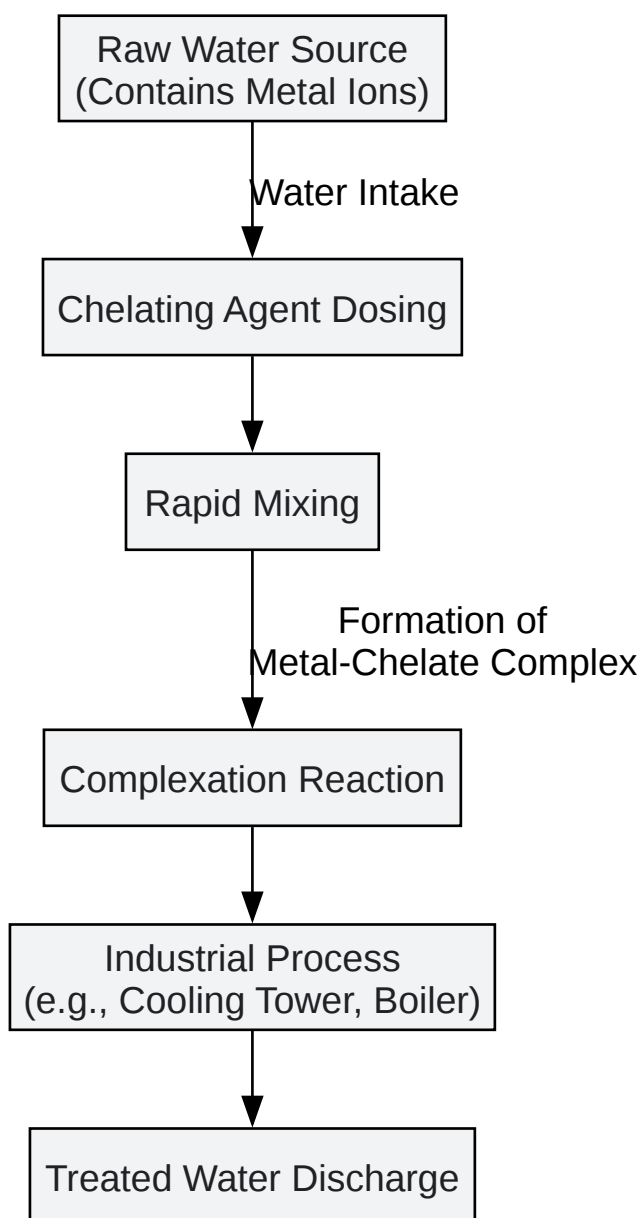 Raw Water Source
(Contains Metal Ions)
Water Intake
Chelating Agent Dosing
Rapid Mixing
Formation of
Metal-Chelate Complex
Complexation Reaction
Industrial Process
(e.g., Cooling Tower, Boiler)
Treated Water Discharge